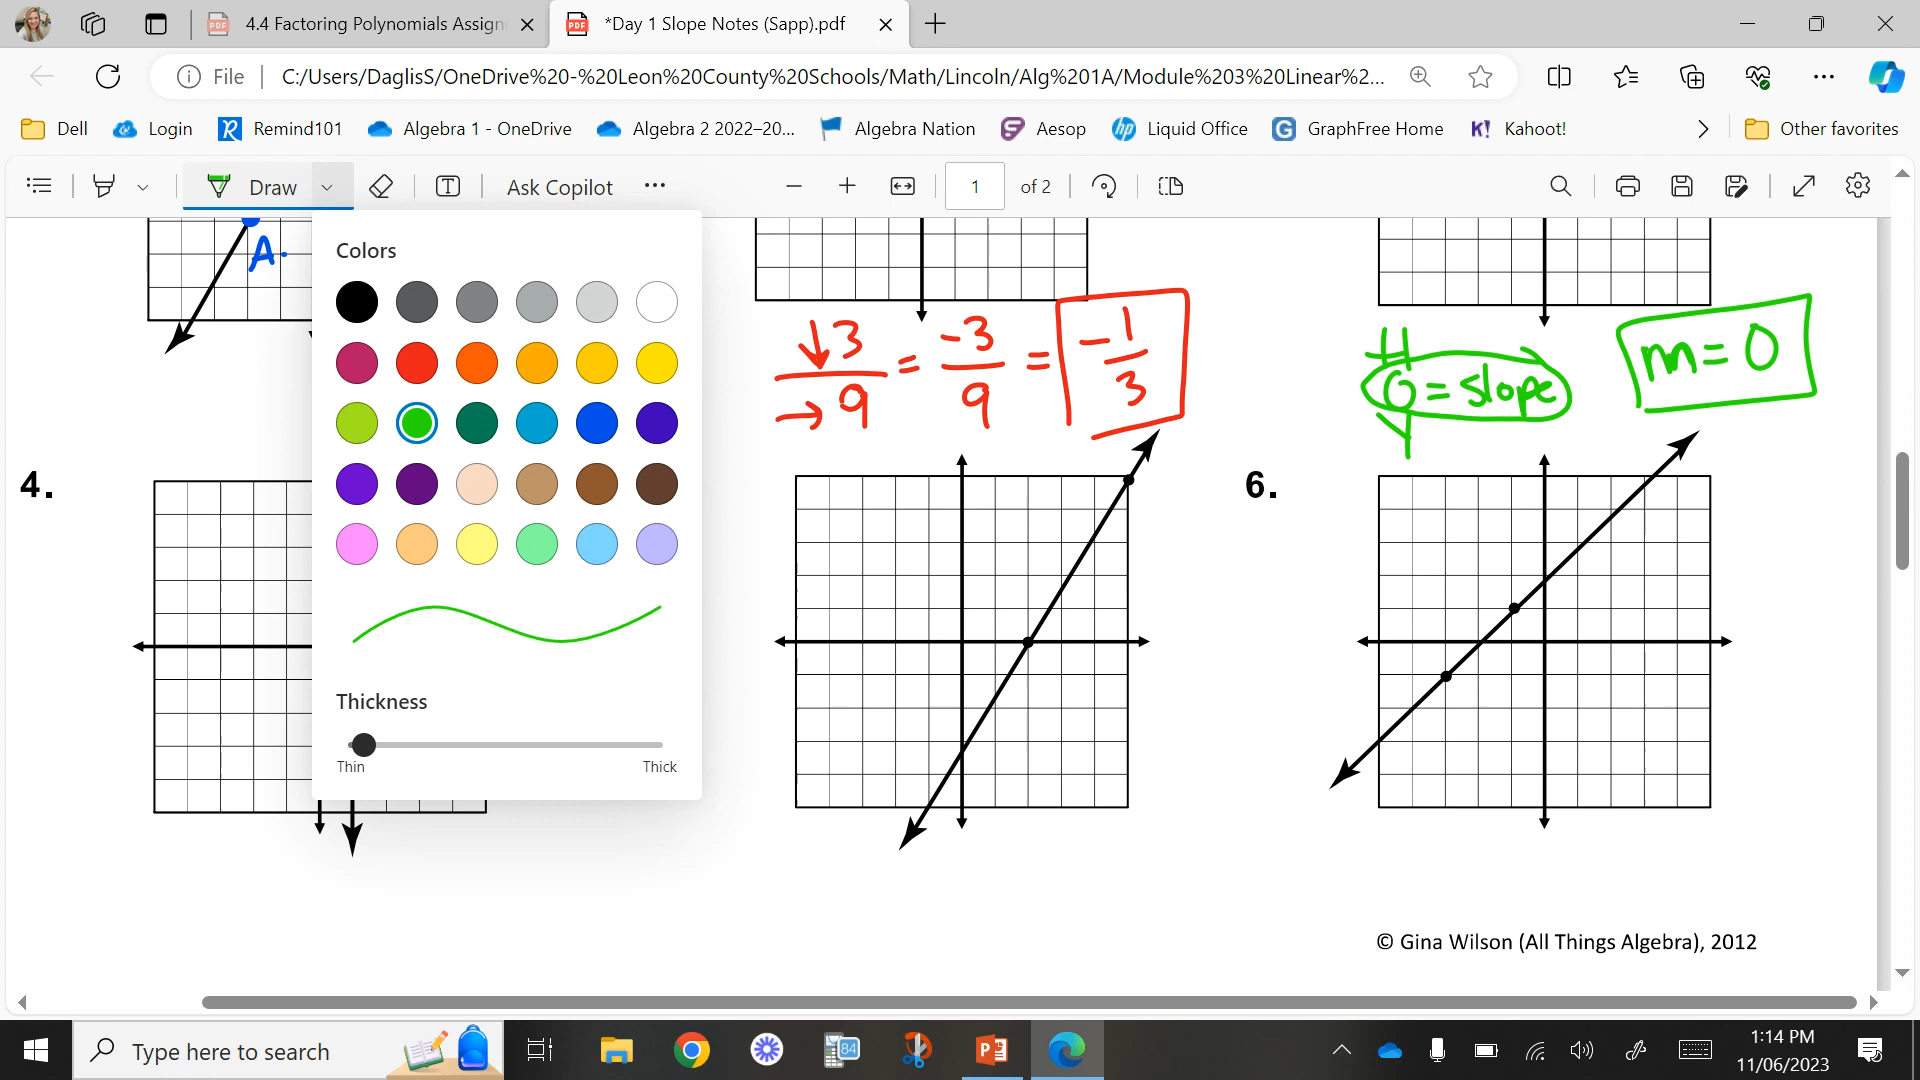 4.4 Factoring Polynomials Assign
*Day 1 Slope Notes (Sapp).pdf
File
C:/Users/DaglisS/OneDrive%20-%20Leon%20County%20Schools/Math/Lincoln/Alg%201A/Module%203%20Linear%2...
Dell
Login
Remind101
Algebra 1 - OneDrive
Algebra 2 2022–20...
Algebra Nation
Aesop
Liquid Office
GraphFree Home
Kahoot!
Other favorites
Draw
Ask Copilot
1 of 2
A.
Colors
Thickness
Thin
Thick
↓3/→9 = -3/9 = -1/3
0 = slope
m = 0
4.
6.
© Gina Wilson (All Things Algebra), 2012
Type here to search
84
1:14 PM
11/06/2023